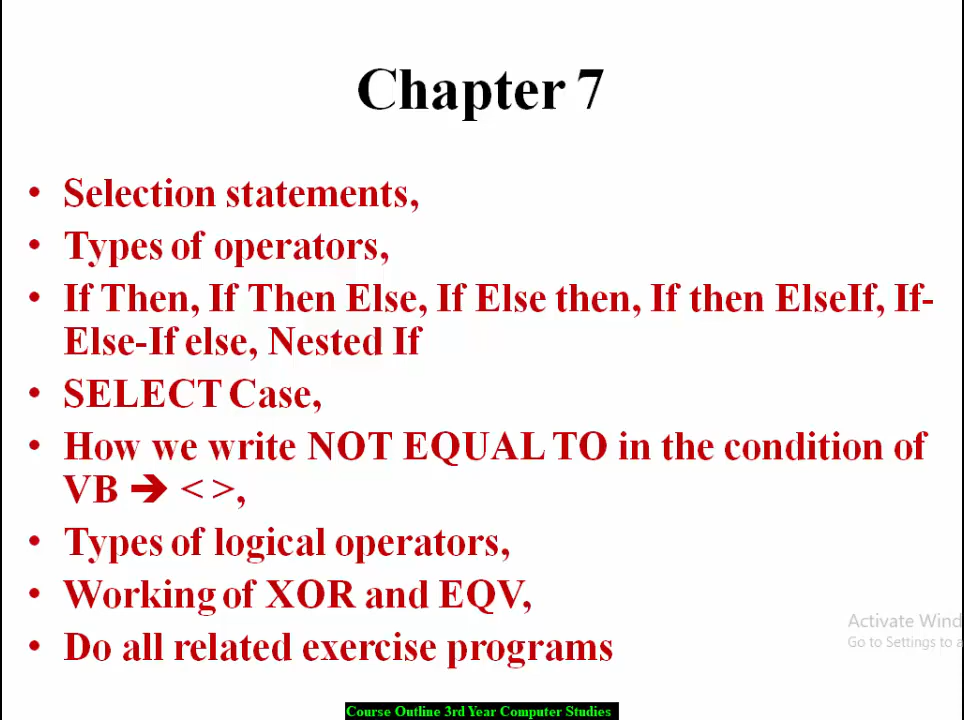 Chapter 7
• Selection statements,
• Types of operators,
• If Then, If Then Else, If Else then, If then ElseIf, If-
Else-If else, Nested If
• SELECT Case,
• How we write NOT EQUAL TO in the condition of
VB ➔ < >,
• Types of logical operators,
• Working of XOR and EQV,
• Do all related exercise programs
Activate Wind
Go to Settings to a
Course Outline 3rd Year Computer Studies